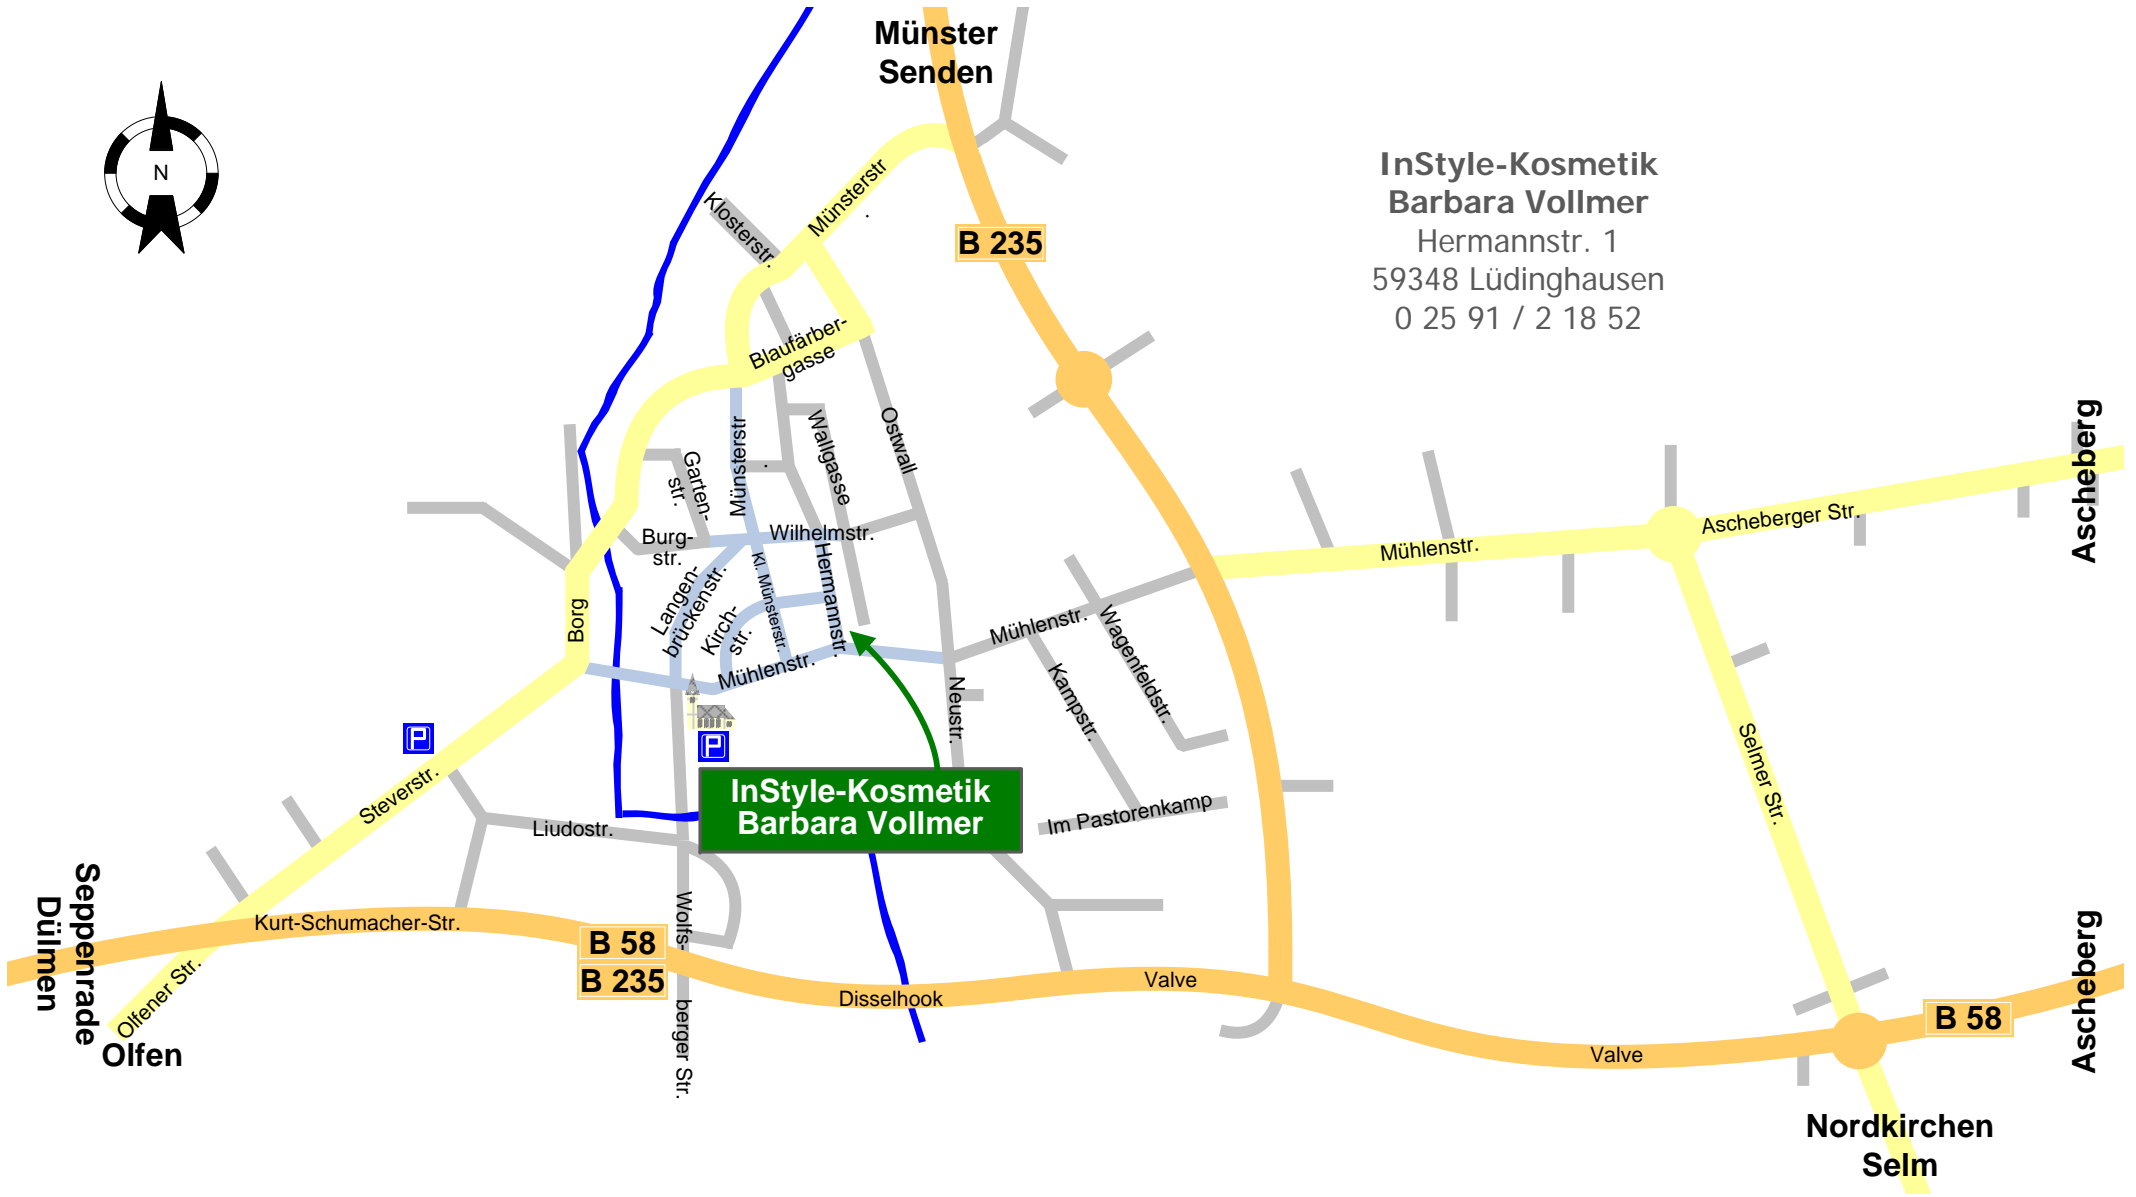 Münster
Senden
N
InStyle-Kosmetik
Barbara Vollmer
Hermannstr. 1
59348 Lüdinghausen
0 25 91 / 2 18 52
Münsterstr
.
Klosterstr.
B 235
Blaufärber-
gasse
Ostwall
Wallgasse
Münsterstr
.
Garten-
str.
Burg-
str.
Wilhelmstr.
Hermannstr.
Kl. Münsterstr.
Langen-
brückenstr.
Kirch-
str.
Mühlenstr.
Borg
Mühlenstr.
Wagenfeldstr.
Kampstr.
Neustr.
Mühlenstr.
Ascheberger Str.
Ascheberg
Selmer Str.
P
P
Steverstr.
Liudostr.
InStyle-Kosmetik
Barbara Vollmer
Im Pastorenkamp
Seppenrade
Dülmen
Kurt-Schumacher-Str.
Olfener Str.
Olfen
B 58
B 235
Wolfs-
berger Str.
Disselhook
Valve
Valve
B 58
Ascheberg
Nordkirchen
Selm